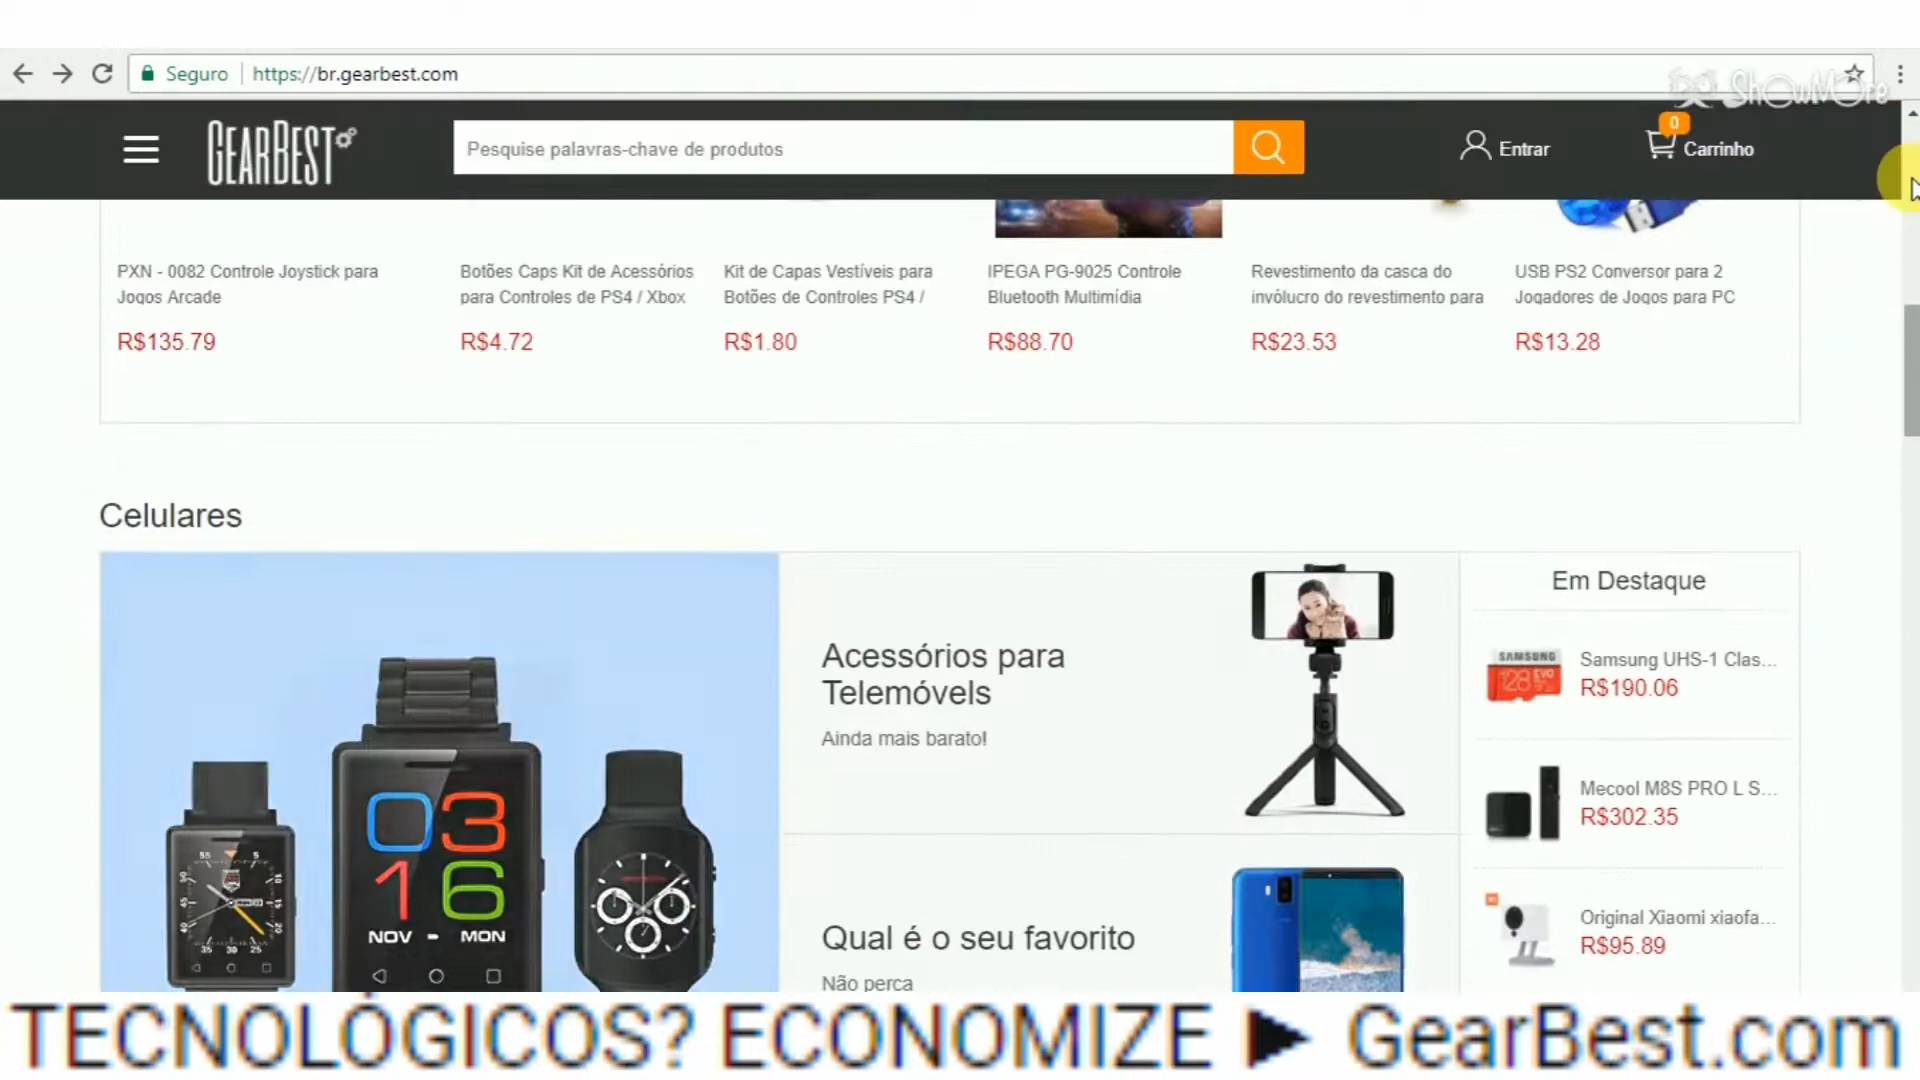 Seguro https://br.gearbest.com
ShowMore
GEARBEST
Pesquise palavras-chave de produtos
Entrar
0
Carrinho
PXN - 0082 Controle Joystick para
Jogos Arcade
R$135.79
Botões Caps Kit de Acessórios
para Controles de PS4 / Xbox
R$4.72
Kit de Capas Vestíveis para
Botões de Controles PS4 /
R$1.80
IPEGA PG-9025 Controle
Bluetooth Multimídia
R$88.70
Revestimento da casca do
invólucro do revestimento para
R$23.53
USB PS2 Conversor para 2
Jogadores de Jogos para PC
R$13.28
Celulares
03
16
NOV - MON
Acessórios para
Telemóvels
Ainda mais barato!
Qual é o seu favorito
Não perca
Em Destaque
SAMSUNG
128 EVO
Samsung UHS-1 Clas...
R$190.06
Mecool M8S PRO L S...
R$302.35
Original Xiaomi xiaofa...
R$95.89
TECNOLÓGICOS? ECONOMIZE ► GearBest.com